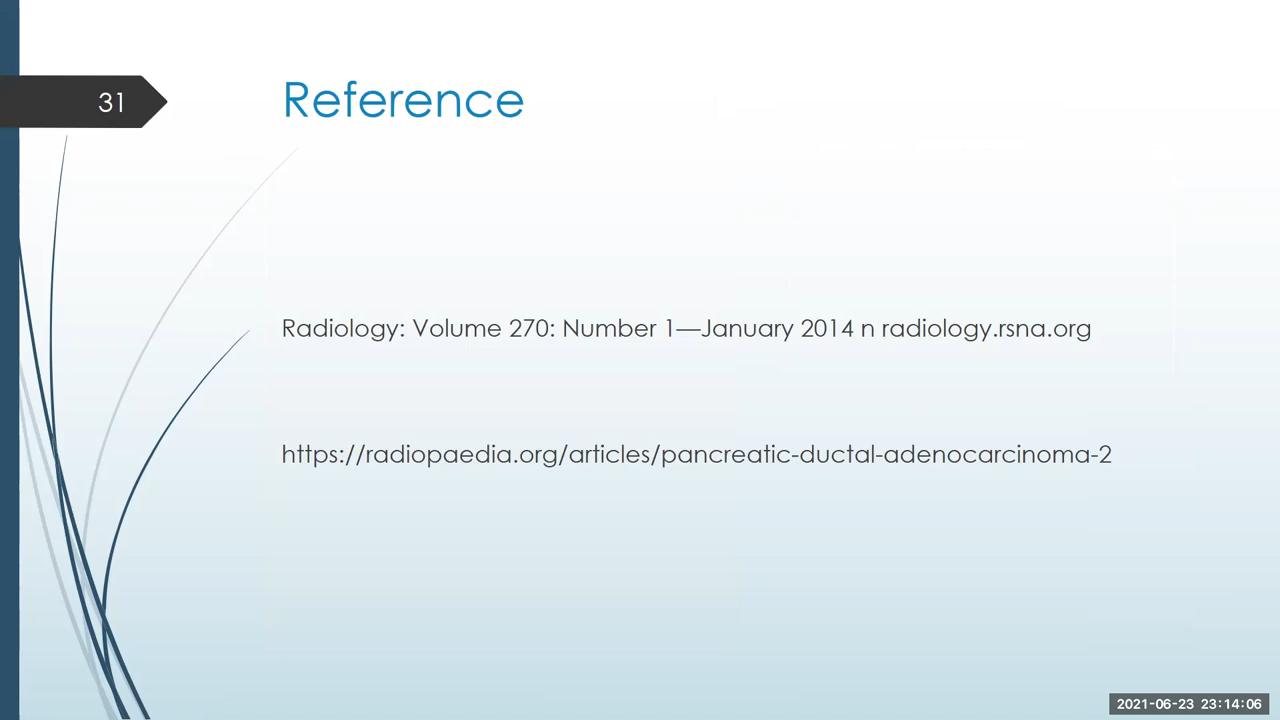 31
Reference
Radiology: Volume 270: Number 1—January 2014 n radiology.rsna.org
https://radiopaedia.org/articles/pancreatic-ductal-adenocarcinoma-2
2021-06-23 23:14:06